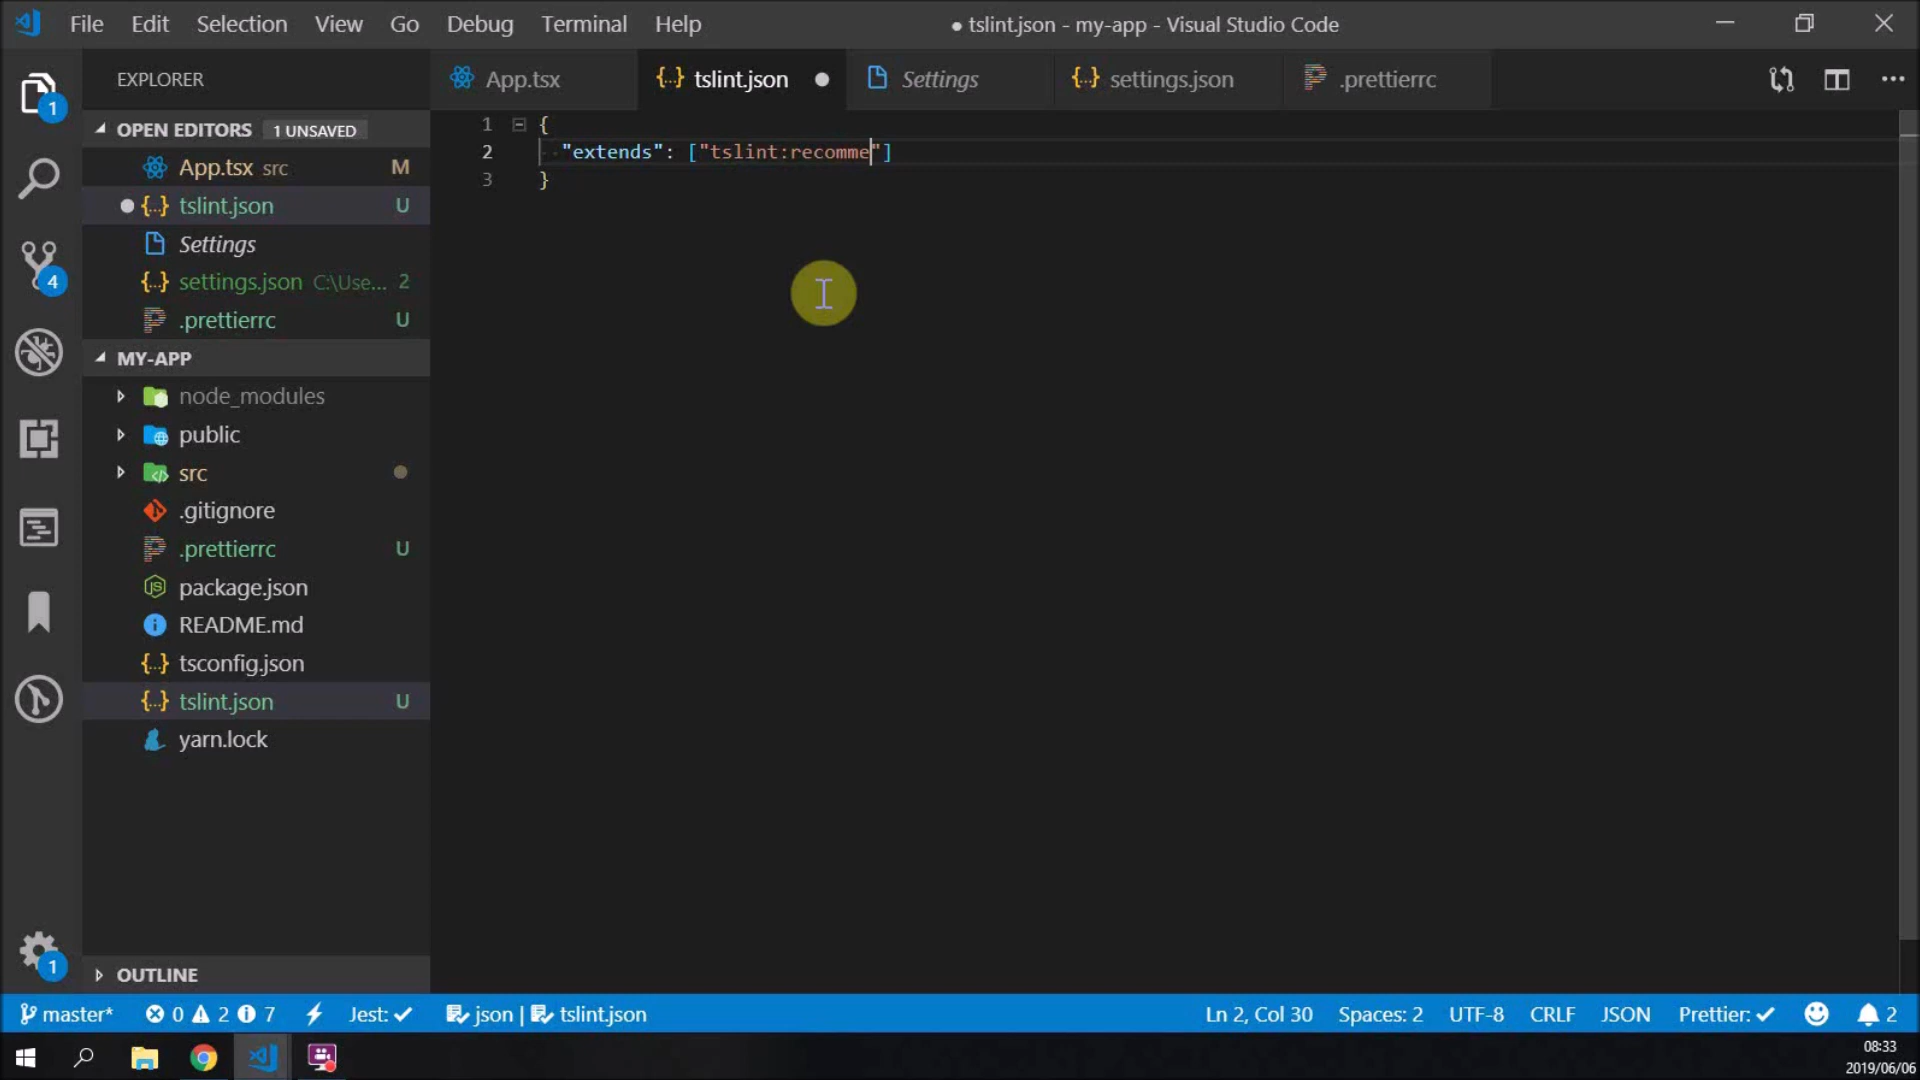 File Edit Selection View Go Debug Terminal Help ● tslint.json - my-app - Visual Studio Code
EXPLORER
App.tsx {..} tslint.json Settings {..} settings.json .prettierrc
OPEN EDITORS 1 UNSAVED
App.tsx src M
{..} tslint.json U
Settings
{..} settings.json C:\Use... 2
.prettierrc U
MY-APP
node_modules
public
src
.gitignore
.prettierrc U
package.json
README.md
{..} tsconfig.json
{..} tslint.json U
yarn.lock
OUTLINE
1 {
2 "extends": ["tslint:recomme"]
3 }
1
4
1
master* 0 2 7 Jest: ✓ json | tslint.json Ln 2, Col 30 Spaces: 2 UTF-8 CRLF JSON Prettier: ✓ 2
08:33
2019/06/06